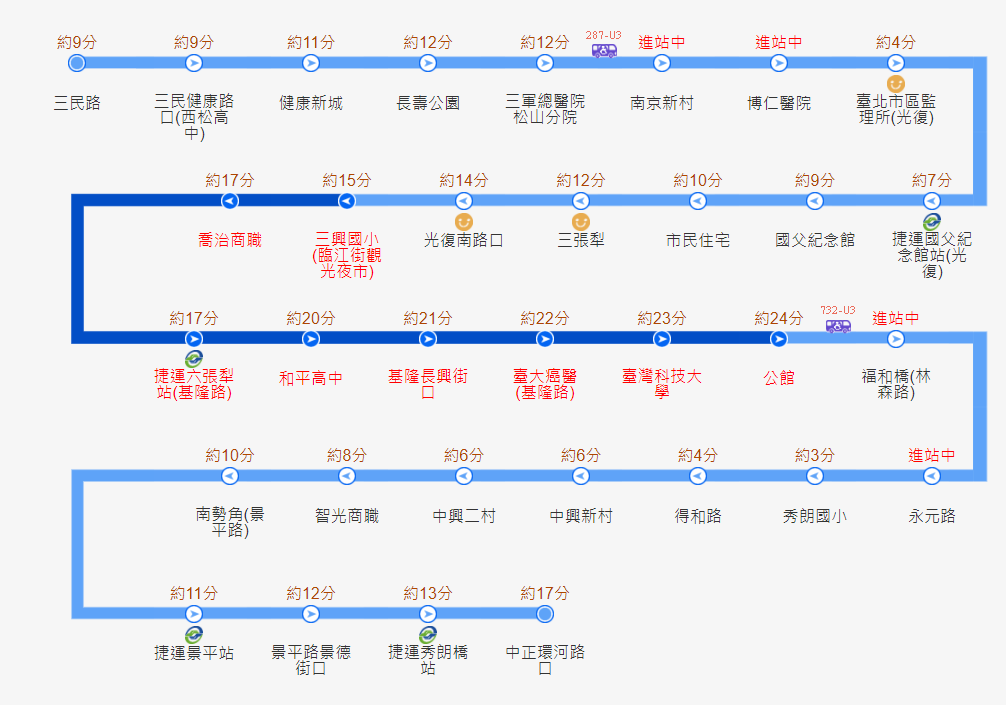 約9分 約9分 約11分 約12分 約12分 287-U3 進站中 進站中 約4分
三民路 三民健康路 健康新城 長壽公園 三軍總醫院 南京新村 博仁醫院 臺北市區監
口(西松高 松山分院 理所(光復)
中)
約17分 約15分 約14分 約12分 約10分 約9分 約7分
喬治商職 三興國小 光復南路口 三張犁 市民住宅 國父紀念館 捷運國父紀
(臨江街觀 念館站(光
光夜市) 復)
約17分 約20分 約21分 約22分 約23分 約24分 732-U3 進站中
捷運六張犁 和平高中 基隆長興街 臺大癌醫 臺灣科技大 公館 福和橋(林
站(基隆路) 口 (基隆路) 學 森路)
約10分 約8分 約6分 約6分 約4分 約3分 進站中
南勢角(景 智光商職 中興二村 中興新村 得和路 秀朗國小 永元路
平路)
約11分 約12分 約13分 約17分
捷運景平站 景平路景德 捷運秀朗橋 中正環河路
街口 站 口